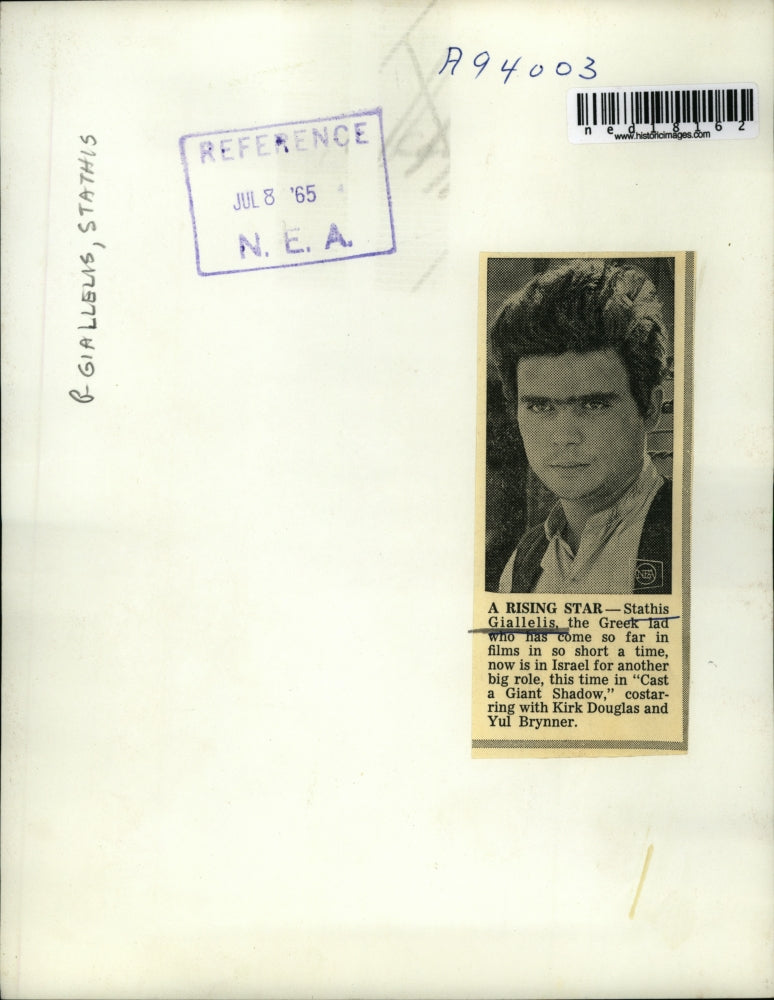 A94003
ned18162
www.historicimages.com
REFERENCE
JUL 8 '65
N. E. A.
GIALLELIS, STATHIS
NEA
A RISING STAR—Stathis
Giallelis, the Greek lad
who has come so far in
films in so short a time,
now is in Israel for another
big role, this time in “Cast
a Giant Shadow,” costar-
ring with Kirk Douglas and
Yul Brynner.